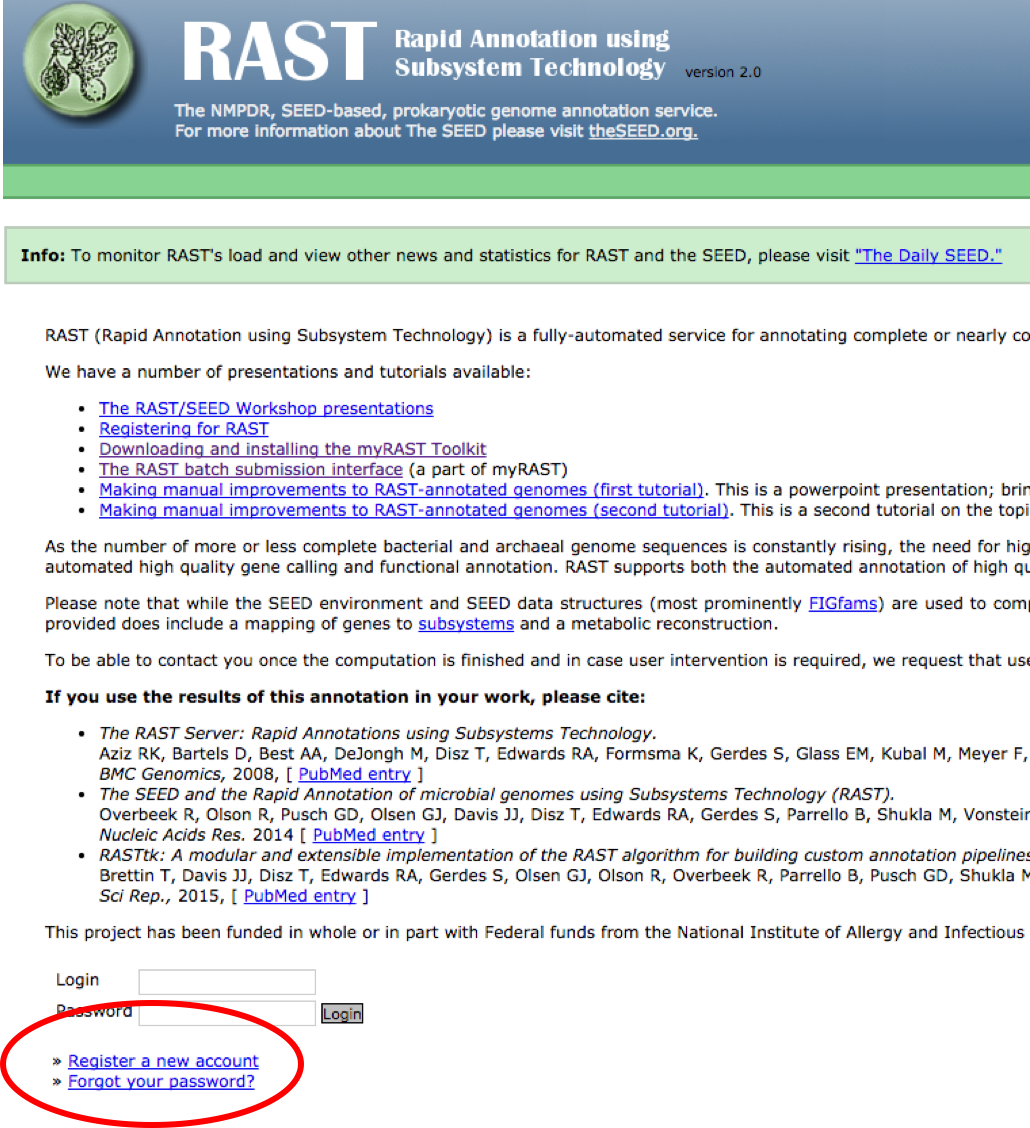 RAST Rapid Annotation using
Subsystem Technology version 2.0
The NMPDR, SEED-based, prokaryotic genome annotation service.
For more information about The SEED please visit theSEED.org.
Info: To monitor RAST's load and view other news and statistics for RAST and the SEED, please visit "The Daily SEED."
RAST (Rapid Annotation using Subsystem Technology) is a fully-automated service for annotating complete or nearly co
We have a number of presentations and tutorials available:
• The RAST/SEED Workshop presentations
• Registering for RAST
• Downloading and installing the myRAST Toolkit
• The RAST batch submission interface (a part of myRAST)
• Making manual improvements to RAST-annotated genomes (first tutorial). This is a powerpoint presentation; brin
• Making manual improvements to RAST-annotated genomes (second tutorial). This is a second tutorial on the topi
As the number of more or less complete bacterial and archaeal genome sequences is constantly rising, the need for hig
automated high quality gene calling and functional annotation. RAST supports both the automated annotation of high qu
Please note that while the SEED environment and SEED data structures (most prominently FIGfams) are used to comp
provided does include a mapping of genes to subsystems and a metabolic reconstruction.
To be able to contact you once the computation is finished and in case user intervention is required, we request that use
If you use the results of this annotation in your work, please cite:
• The RAST Server: Rapid Annotations using Subsystems Technology.
Aziz RK, Bartels D, Best AA, DeJongh M, Disz T, Edwards RA, Formsma K, Gerdes S, Glass EM, Kubal M, Meyer F,
BMC Genomics, 2008, [ PubMed entry ]
• The SEED and the Rapid Annotation of microbial genomes using Subsystems Technology (RAST).
Overbeek R, Olson R, Pusch GD, Olsen GJ, Davis JJ, Disz T, Edwards RA, Gerdes S, Parrello B, Shukla M, Vonstein
Nucleic Acids Res. 2014 [ PubMed entry ]
• RASTtk: A modular and extensible implementation of the RAST algorithm for building custom annotation pipelines
Brettin T, Davis JJ, Disz T, Edwards RA, Gerdes S, Olsen GJ, Olson R, Overbeek R, Parrello B, Pusch GD, Shukla M
Sci Rep., 2015, [ PubMed entry ]
This project has been funded in whole or in part with Federal funds from the National Institute of Allergy and Infectious
Login
Password Login
» Register a new account
» Forgot your password?